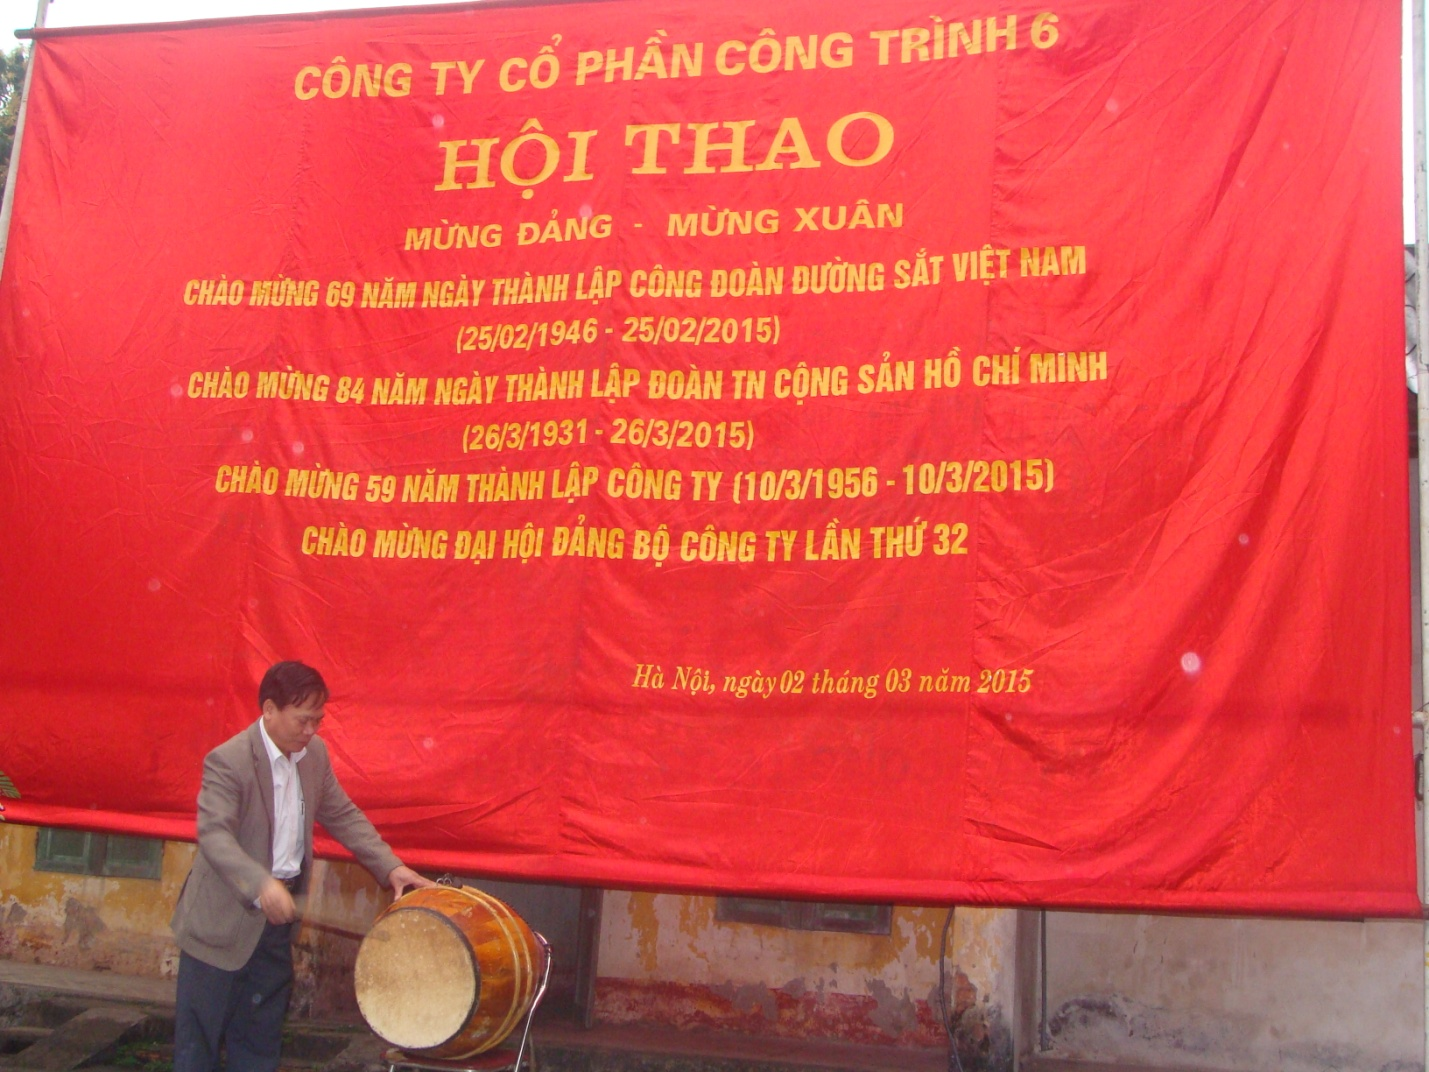 CÔNG TY CỔ PHẦN CÔNG TRÌNH 6
HỘI THAO
MỪNG ĐẢNG - MỪNG XUÂN
CHÀO MỪNG 69 NĂM NGÀY THÀNH LẬP CÔNG ĐOÀN ĐƯỜNG SẮT VIỆT NAM
(25/02/1946 - 25/02/2015)
CHÀO MỪNG 84 NĂM NGÀY THÀNH LẬP ĐOÀN TN CỘNG SẢN HỒ CHÍ MINH
(26/3/1931 - 26/3/2015)
CHÀO MỪNG 59 NĂM THÀNH LẬP CÔNG TY (10/3/1956 - 10/3/2015)
CHÀO MỪNG ĐẠI HỘI ĐẢNG BỘ CÔNG TY LẦN THỨ 32
Hà Nội, ngày 02 tháng 03 năm 2015